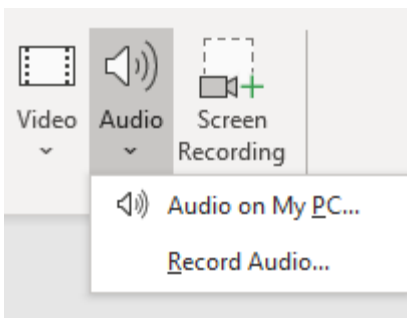 Video
Audio
Screen
Recording
Audio on My PC...
Record Audio...